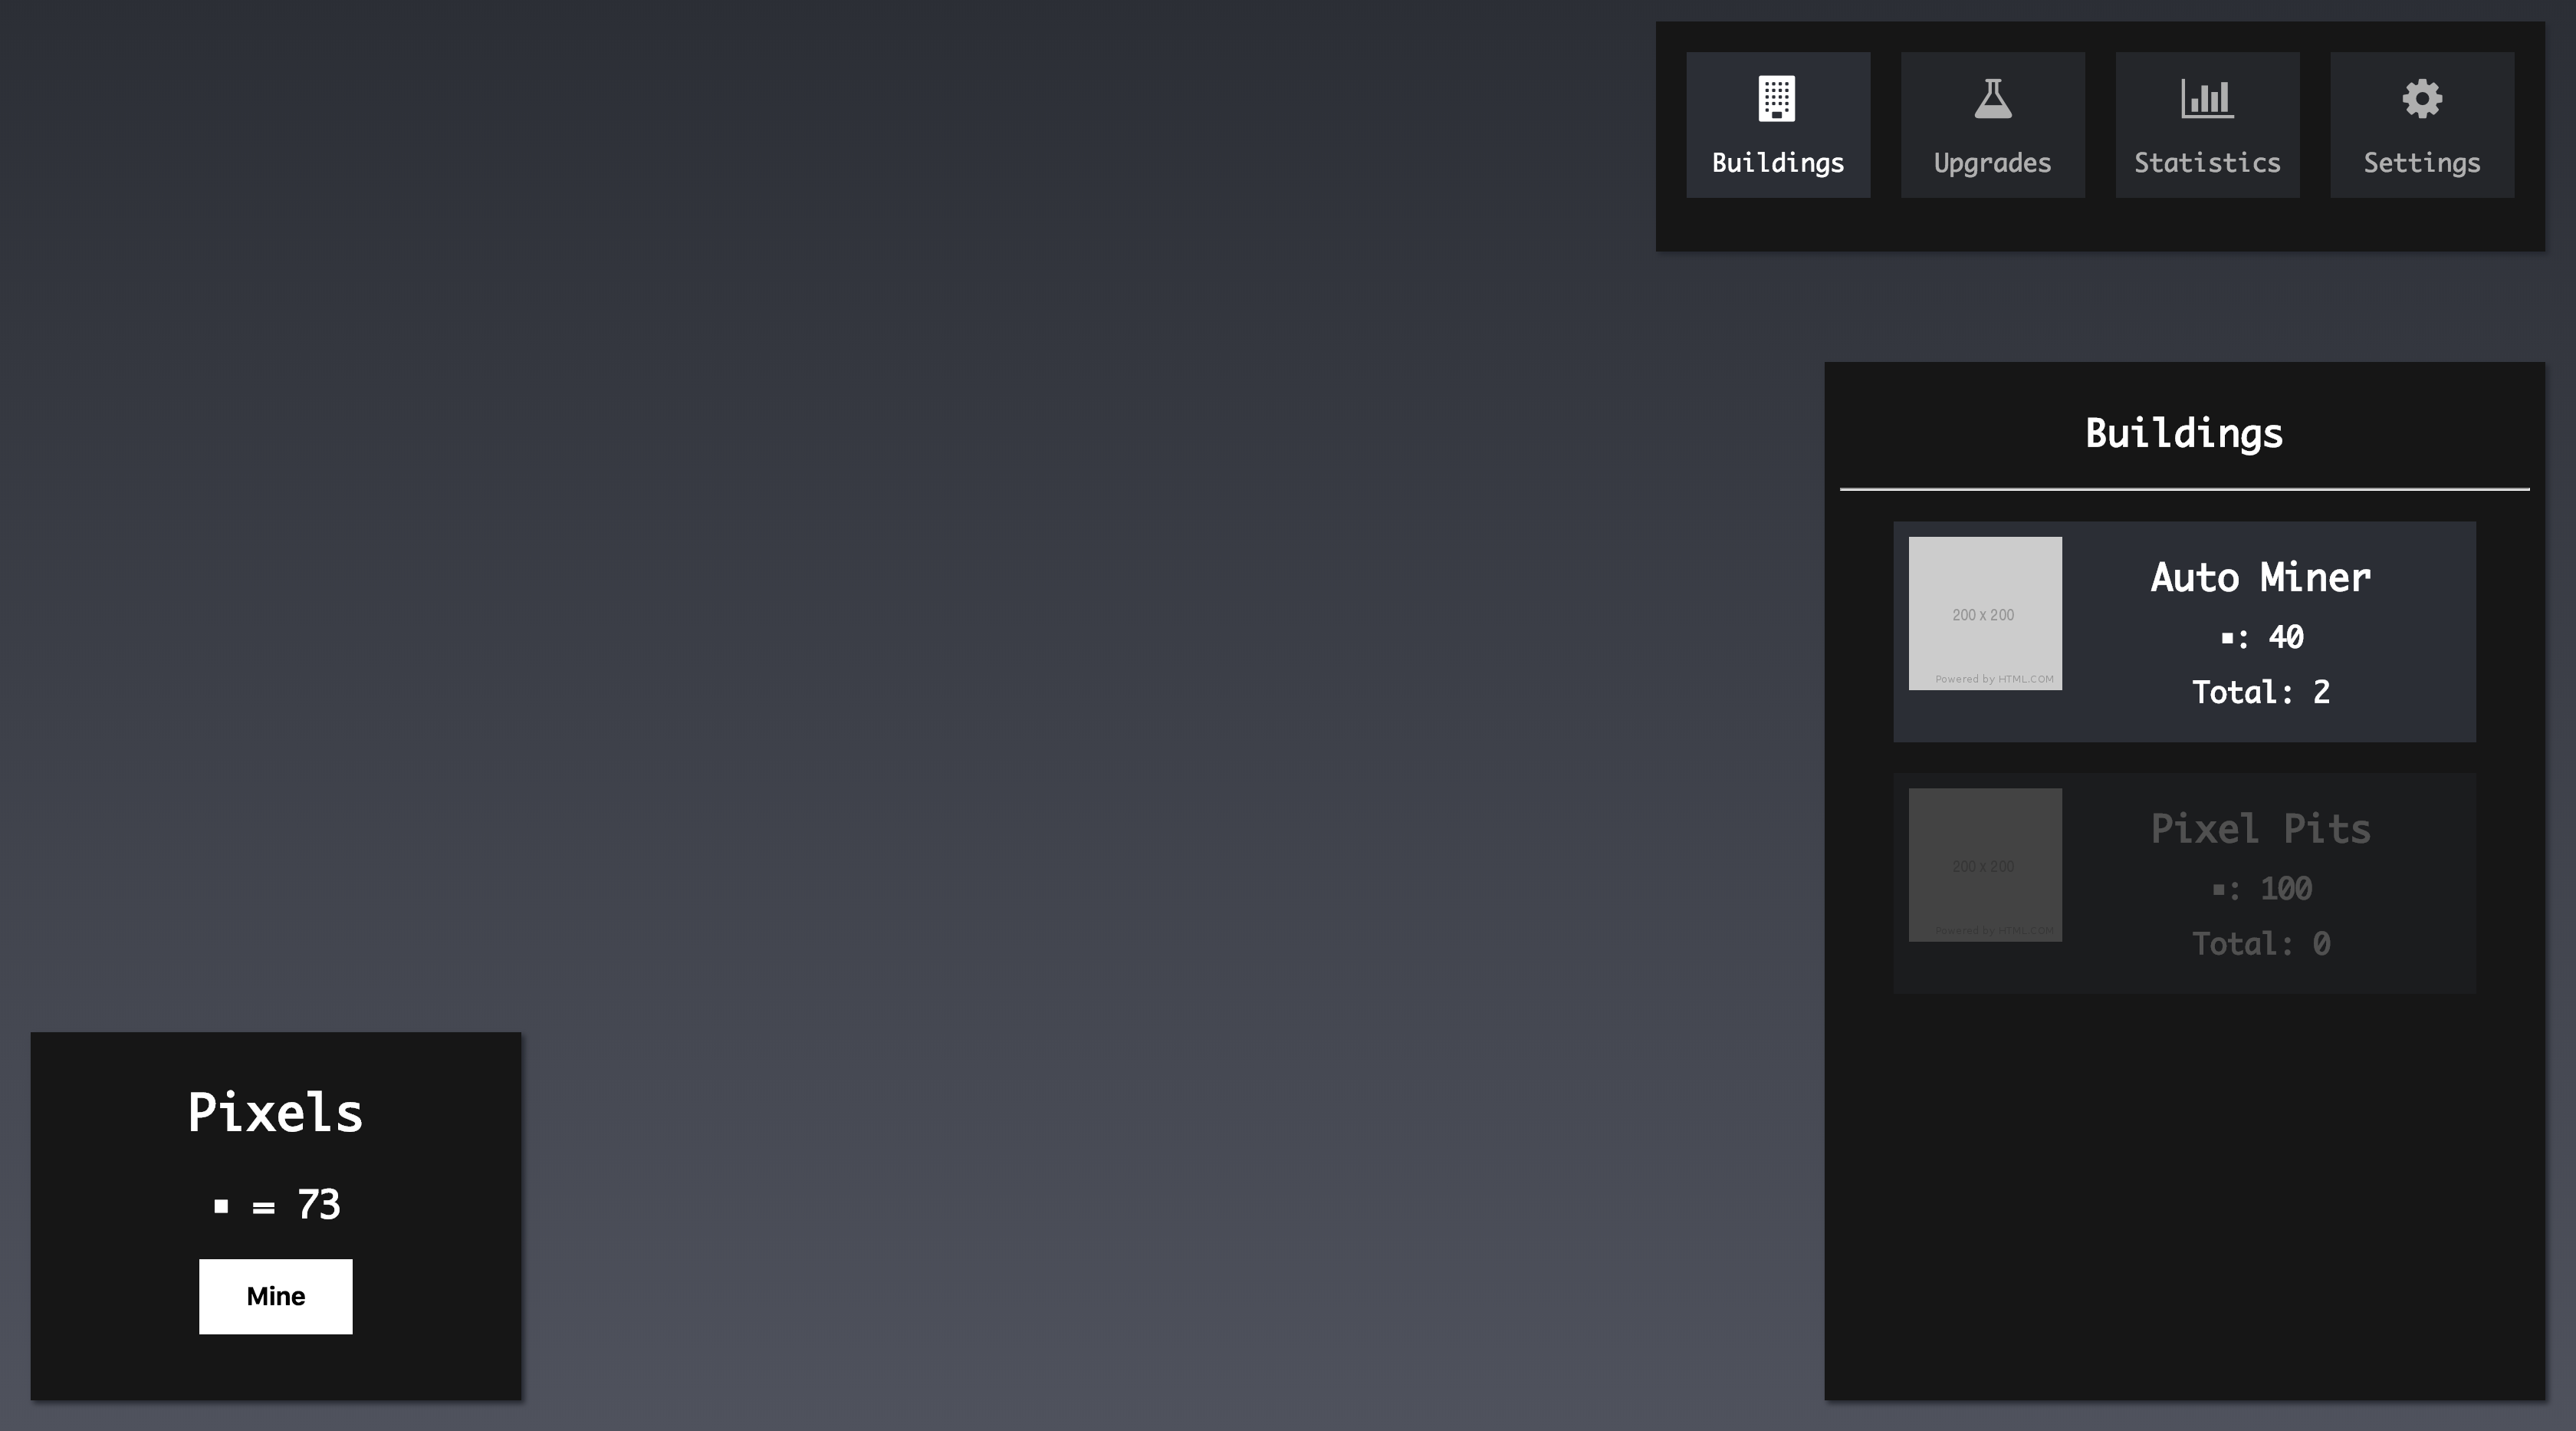 Buildings
Upgrades
Statistics
Settings
Buildings
200 x 200
Powered by HTML.COM
Auto Miner
▪: 40
Total: 2
200 x 200
Powered by HTML.COM
Pixel Pits
▪: 100
Total: 0
Pixels
▪ = 73
Mine